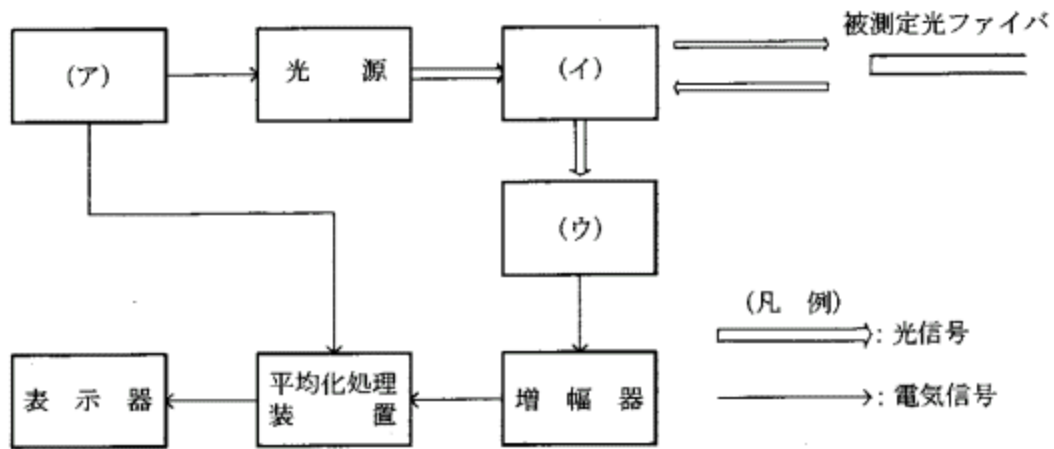 被測定光ファイバ
(ア)
光 源
(イ)
(ウ)
(凡 例)
: 光信号
表 示 器
平均化処理
装 置
増 幅 器
: 電気信号